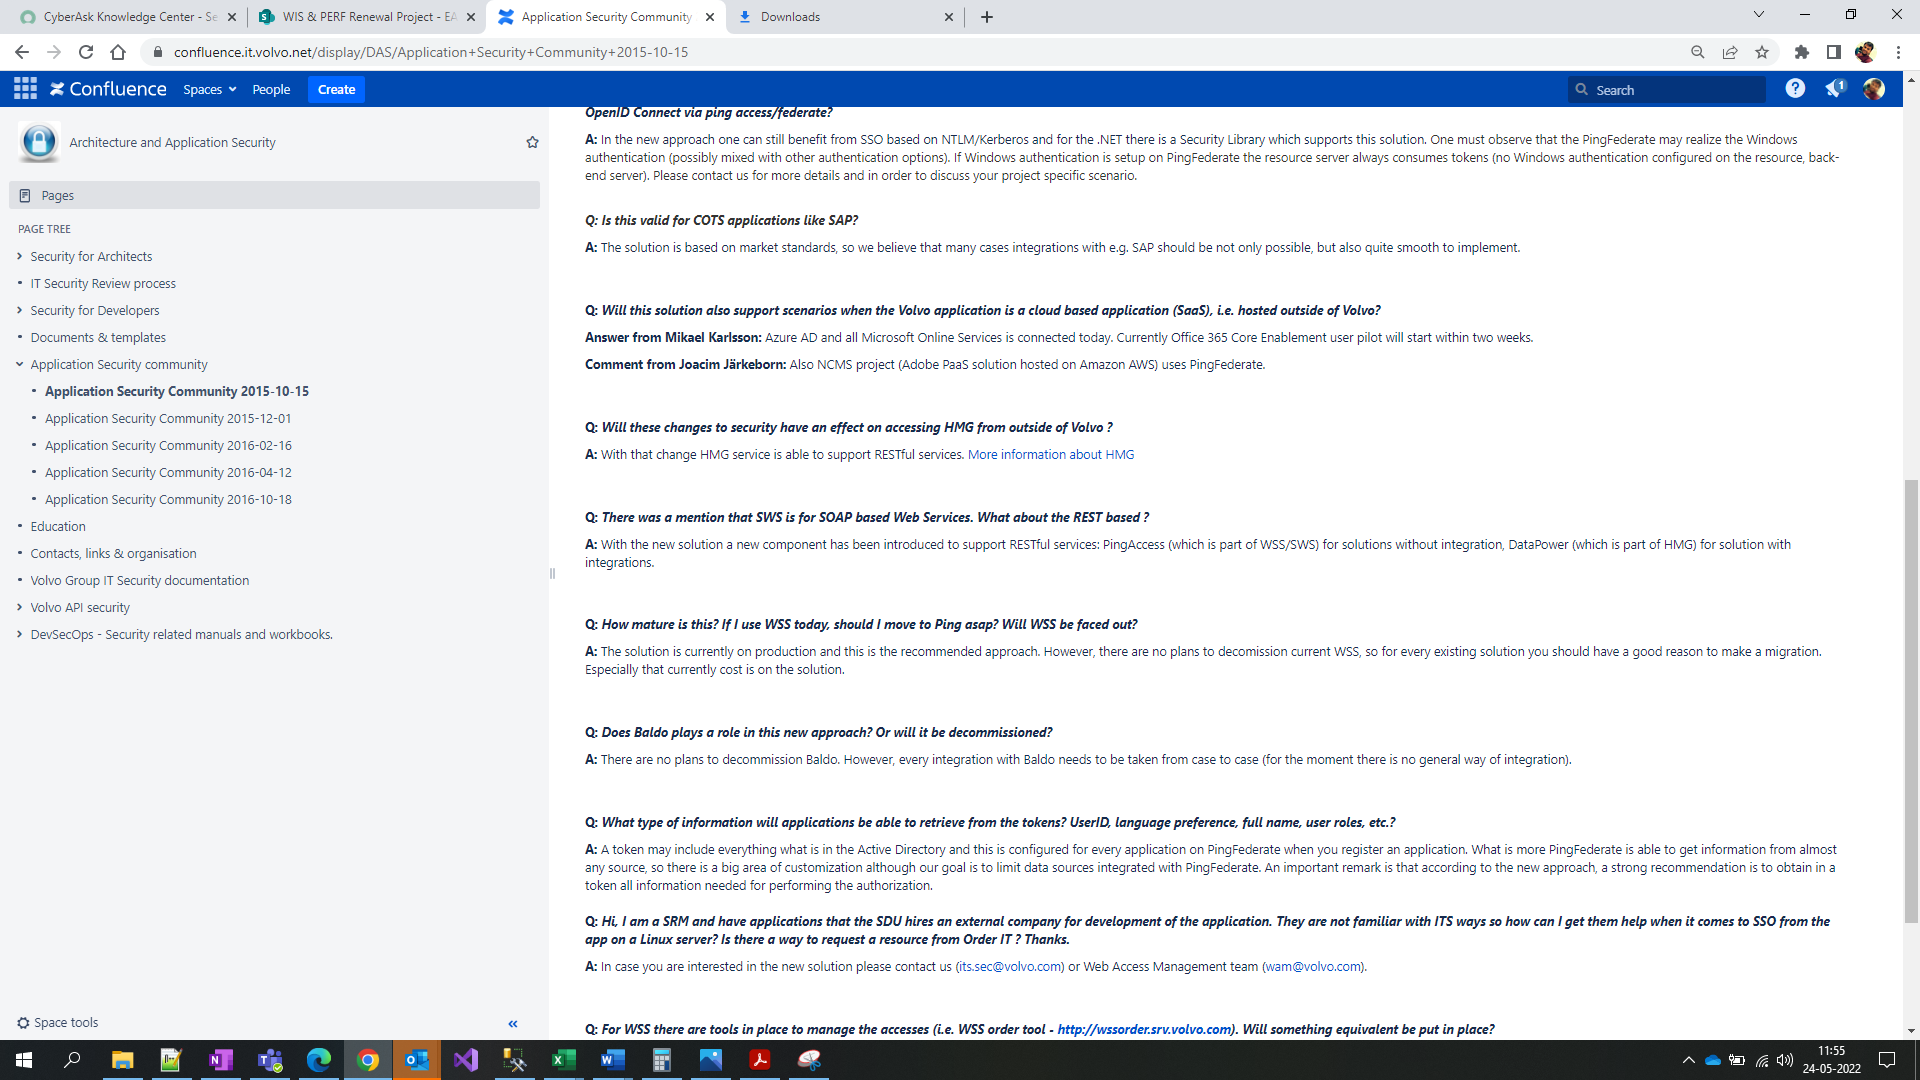 CyberAsk Knowledge Center - Se
WIS & PERF Renewal Project - EA
Application Security Community
Downloads
confluence.it.volvo.net/display/DAS/Application+Security+Community+2015-10-15
Confluence
Spaces
People
Create
Search
1
Architecture and Application Security
Pages
PAGE TREE
Security for Architects
IT Security Review process
Security for Developers
Documents & templates
Application Security community
Application Security Community 2015-10-15
Application Security Community 2015-12-01
Application Security Community 2016-02-16
Application Security Community 2016-04-12
Application Security Community 2016-10-18
Education
Contacts, links & organisation
Volvo Group IT Security documentation
Volvo API security
DevSecOps - Security related manuals and workbooks.
Space tools
OpenID Connect via ping access/federate?
A: In the new approach one can still benefit from SSO based on NTLM/Kerberos and for the .NET there is a Security Library which supports this solution. One must observe that the PingFederate may realize the Windows
authentication (possibly mixed with other authentication options). If Windows authentication is setup on PingFederate the resource server always consumes tokens (no Windows authentication configured on the resource, back-
end server). Please contact us for more details and in order to discuss your project specific scenario.
Q: Is this valid for COTS applications like SAP?
A: The solution is based on market standards, so we believe that many cases integrations with e.g. SAP should be not only possible, but also quite smooth to implement.
Q: Will this solution also support scenarios when the Volvo application is a cloud based application (SaaS), i.e. hosted outside of Volvo?
Answer from Mikael Karlsson: Azure AD and all Microsoft Online Services is connected today. Currently Office 365 Core Enablement user pilot will start within two weeks.
Comment from Joacim Järkeborn: Also NCMS project (Adobe PaaS solution hosted on Amazon AWS) uses PingFederate.
Q: Will these changes to security have an effect on accessing HMG from outside of Volvo ?
A: With that change HMG service is able to support RESTful services. More information about HMG
Q: There was a mention that SWS is for SOAP based Web Services. What about the REST based ?
A: With the new solution a new component has been introduced to support RESTful services: PingAccess (which is part of WSS/SWS) for solutions without integration, DataPower (which is part of HMG) for solution with
integrations.
Q: How mature is this? If I use WSS today, should I move to Ping asap? Will WSS be faced out?
A: The solution is currently on production and this is the recommended approach. However, there are no plans to decomission current WSS, so for every existing solution you should have a good reason to make a migration.
Especially that currently cost is on the solution.
Q: Does Baldo plays a role in this new approach? Or will it be decommissioned?
A: There are no plans to decommission Baldo. However, every integration with Baldo needs to be taken from case to case (for the moment there is no general way of integration).
Q: What type of information will applications be able to retrieve from the tokens? UserID, language preference, full name, user roles, etc.?
A: A token may include everything what is in the Active Directory and this is configured for every application on PingFederate when you register an application. What is more PingFederate is able to get information from almost
any source, so there is a big area of customization although our goal is to limit data sources integrated with PingFederate. An important remark is that according to the new approach, a strong recommendation is to obtain in a
token all information needed for performing the authorization.
Q: Hi, I am a SRM and have applications that the SDU hires an external company for development of the application. They are not familiar with ITS ways so how can I get them help when it comes to SSO from the
app on a Linux server? Is there a way to request a resource from Order IT ? Thanks.
A: In case you are interested in the new solution please contact us (its.sec@volvo.com) or Web Access Management team (wam@volvo.com).
Q: For WSS there are tools in place to manage the accesses (i.e. WSS order tool - http://wssorder.srv.volvo.com). Will something equivalent be put in place?
11:55
24-05-2022